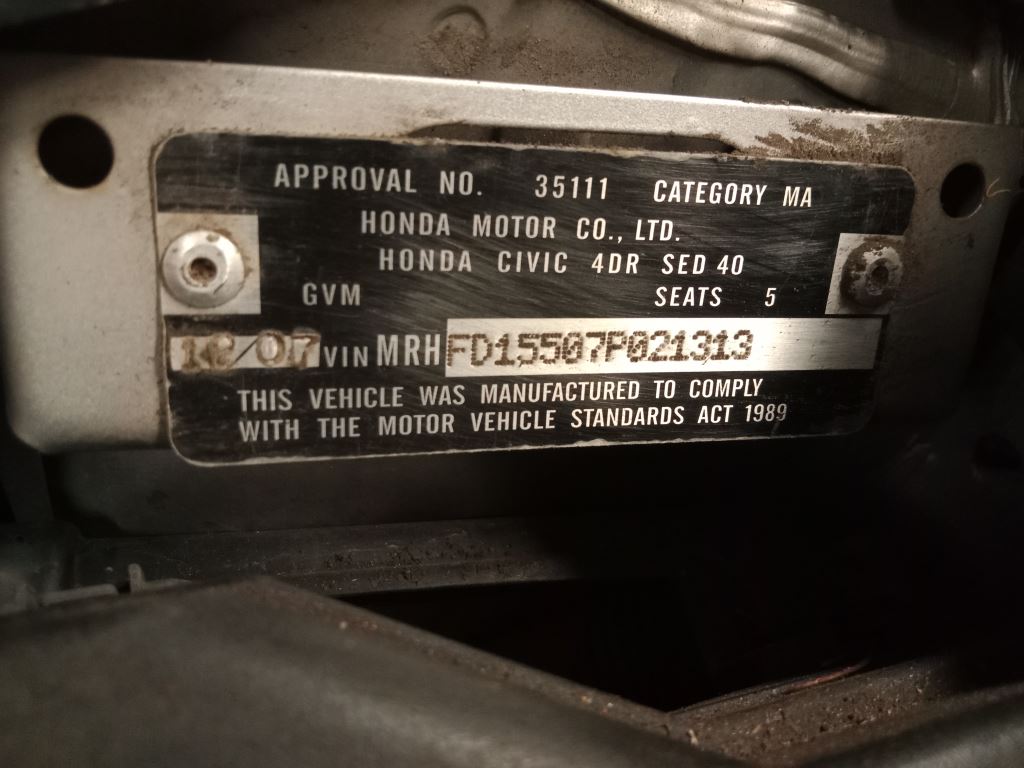 APPROVAL NO. 35111 CATEGORY MA
HONDA MOTOR CO., LTD.
HONDA CIVIC 4DR SED 40
GVM SEATS 5
/07 VIN MRH FD15507P021313
THIS VEHICLE WAS MANUFACTURED TO COMPLY
WITH THE MOTOR VEHICLE STANDARDS ACT 1989